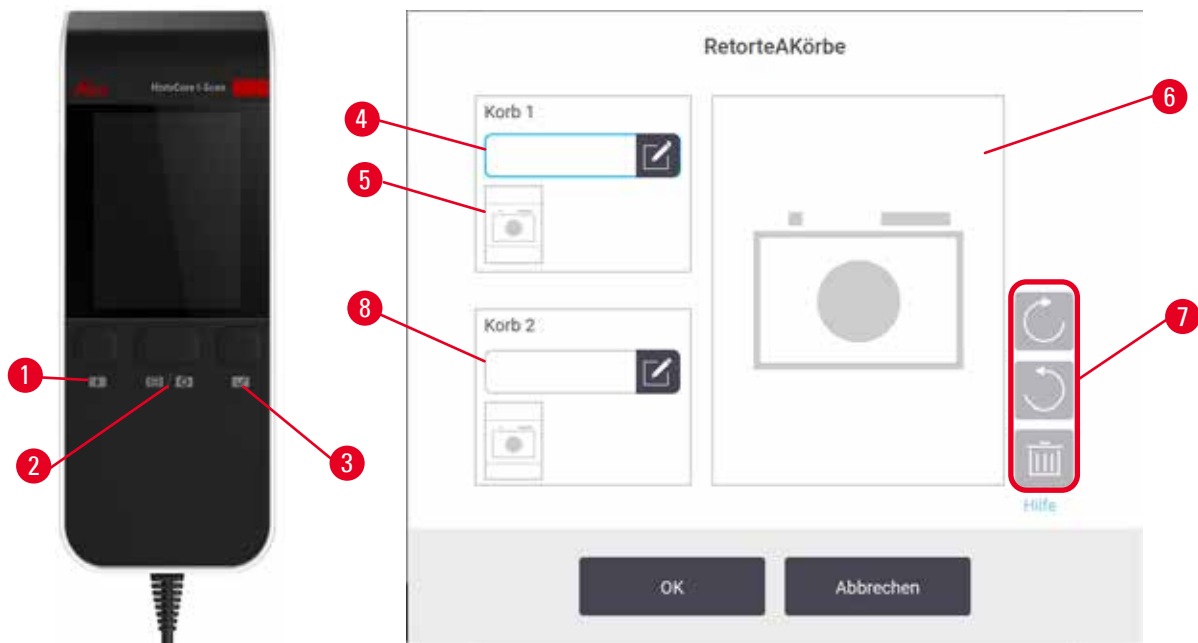 HistoCore I-Scan
1
2
3
RetorteAKörbe
Korb 1
4
5
6
Korb 2
8
7
Hilfe
OK
Abbrechen